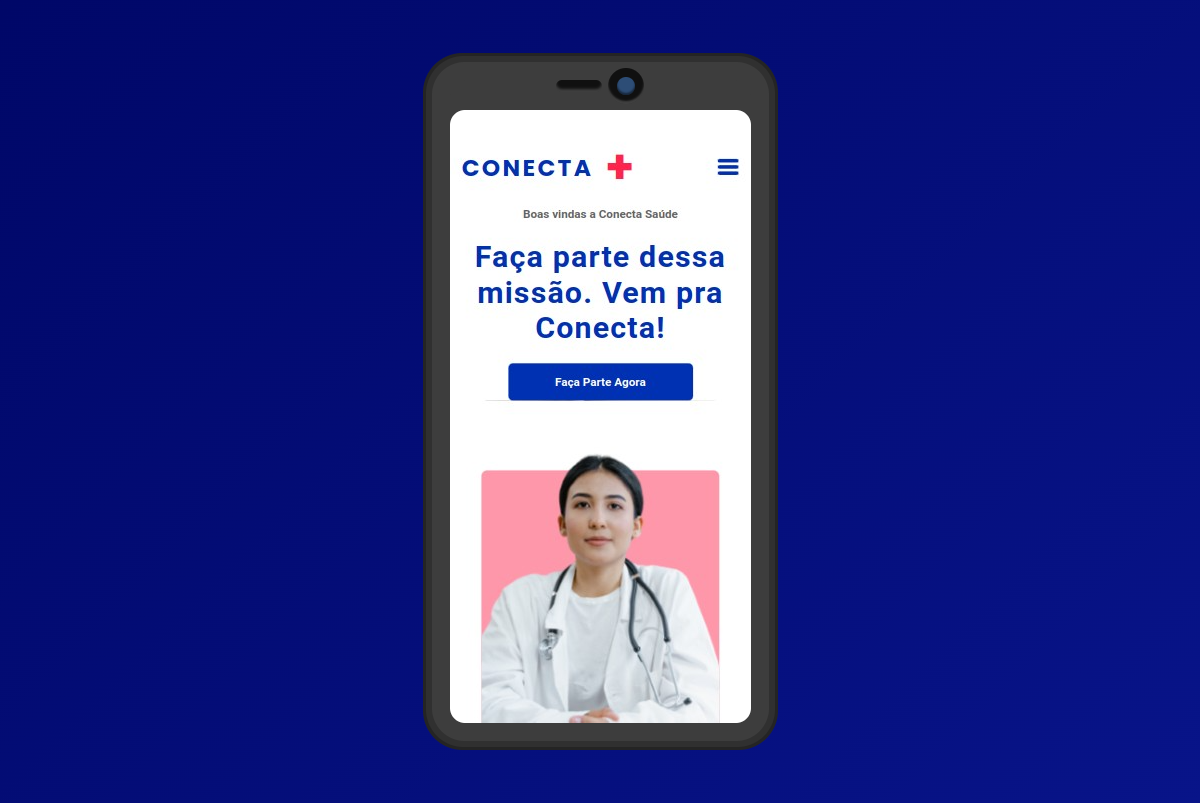 CONECTA
Boas vindas a Conecta Saúde
Faça parte dessa
missão. Vem pra
Conecta!
Faça Parte Agora